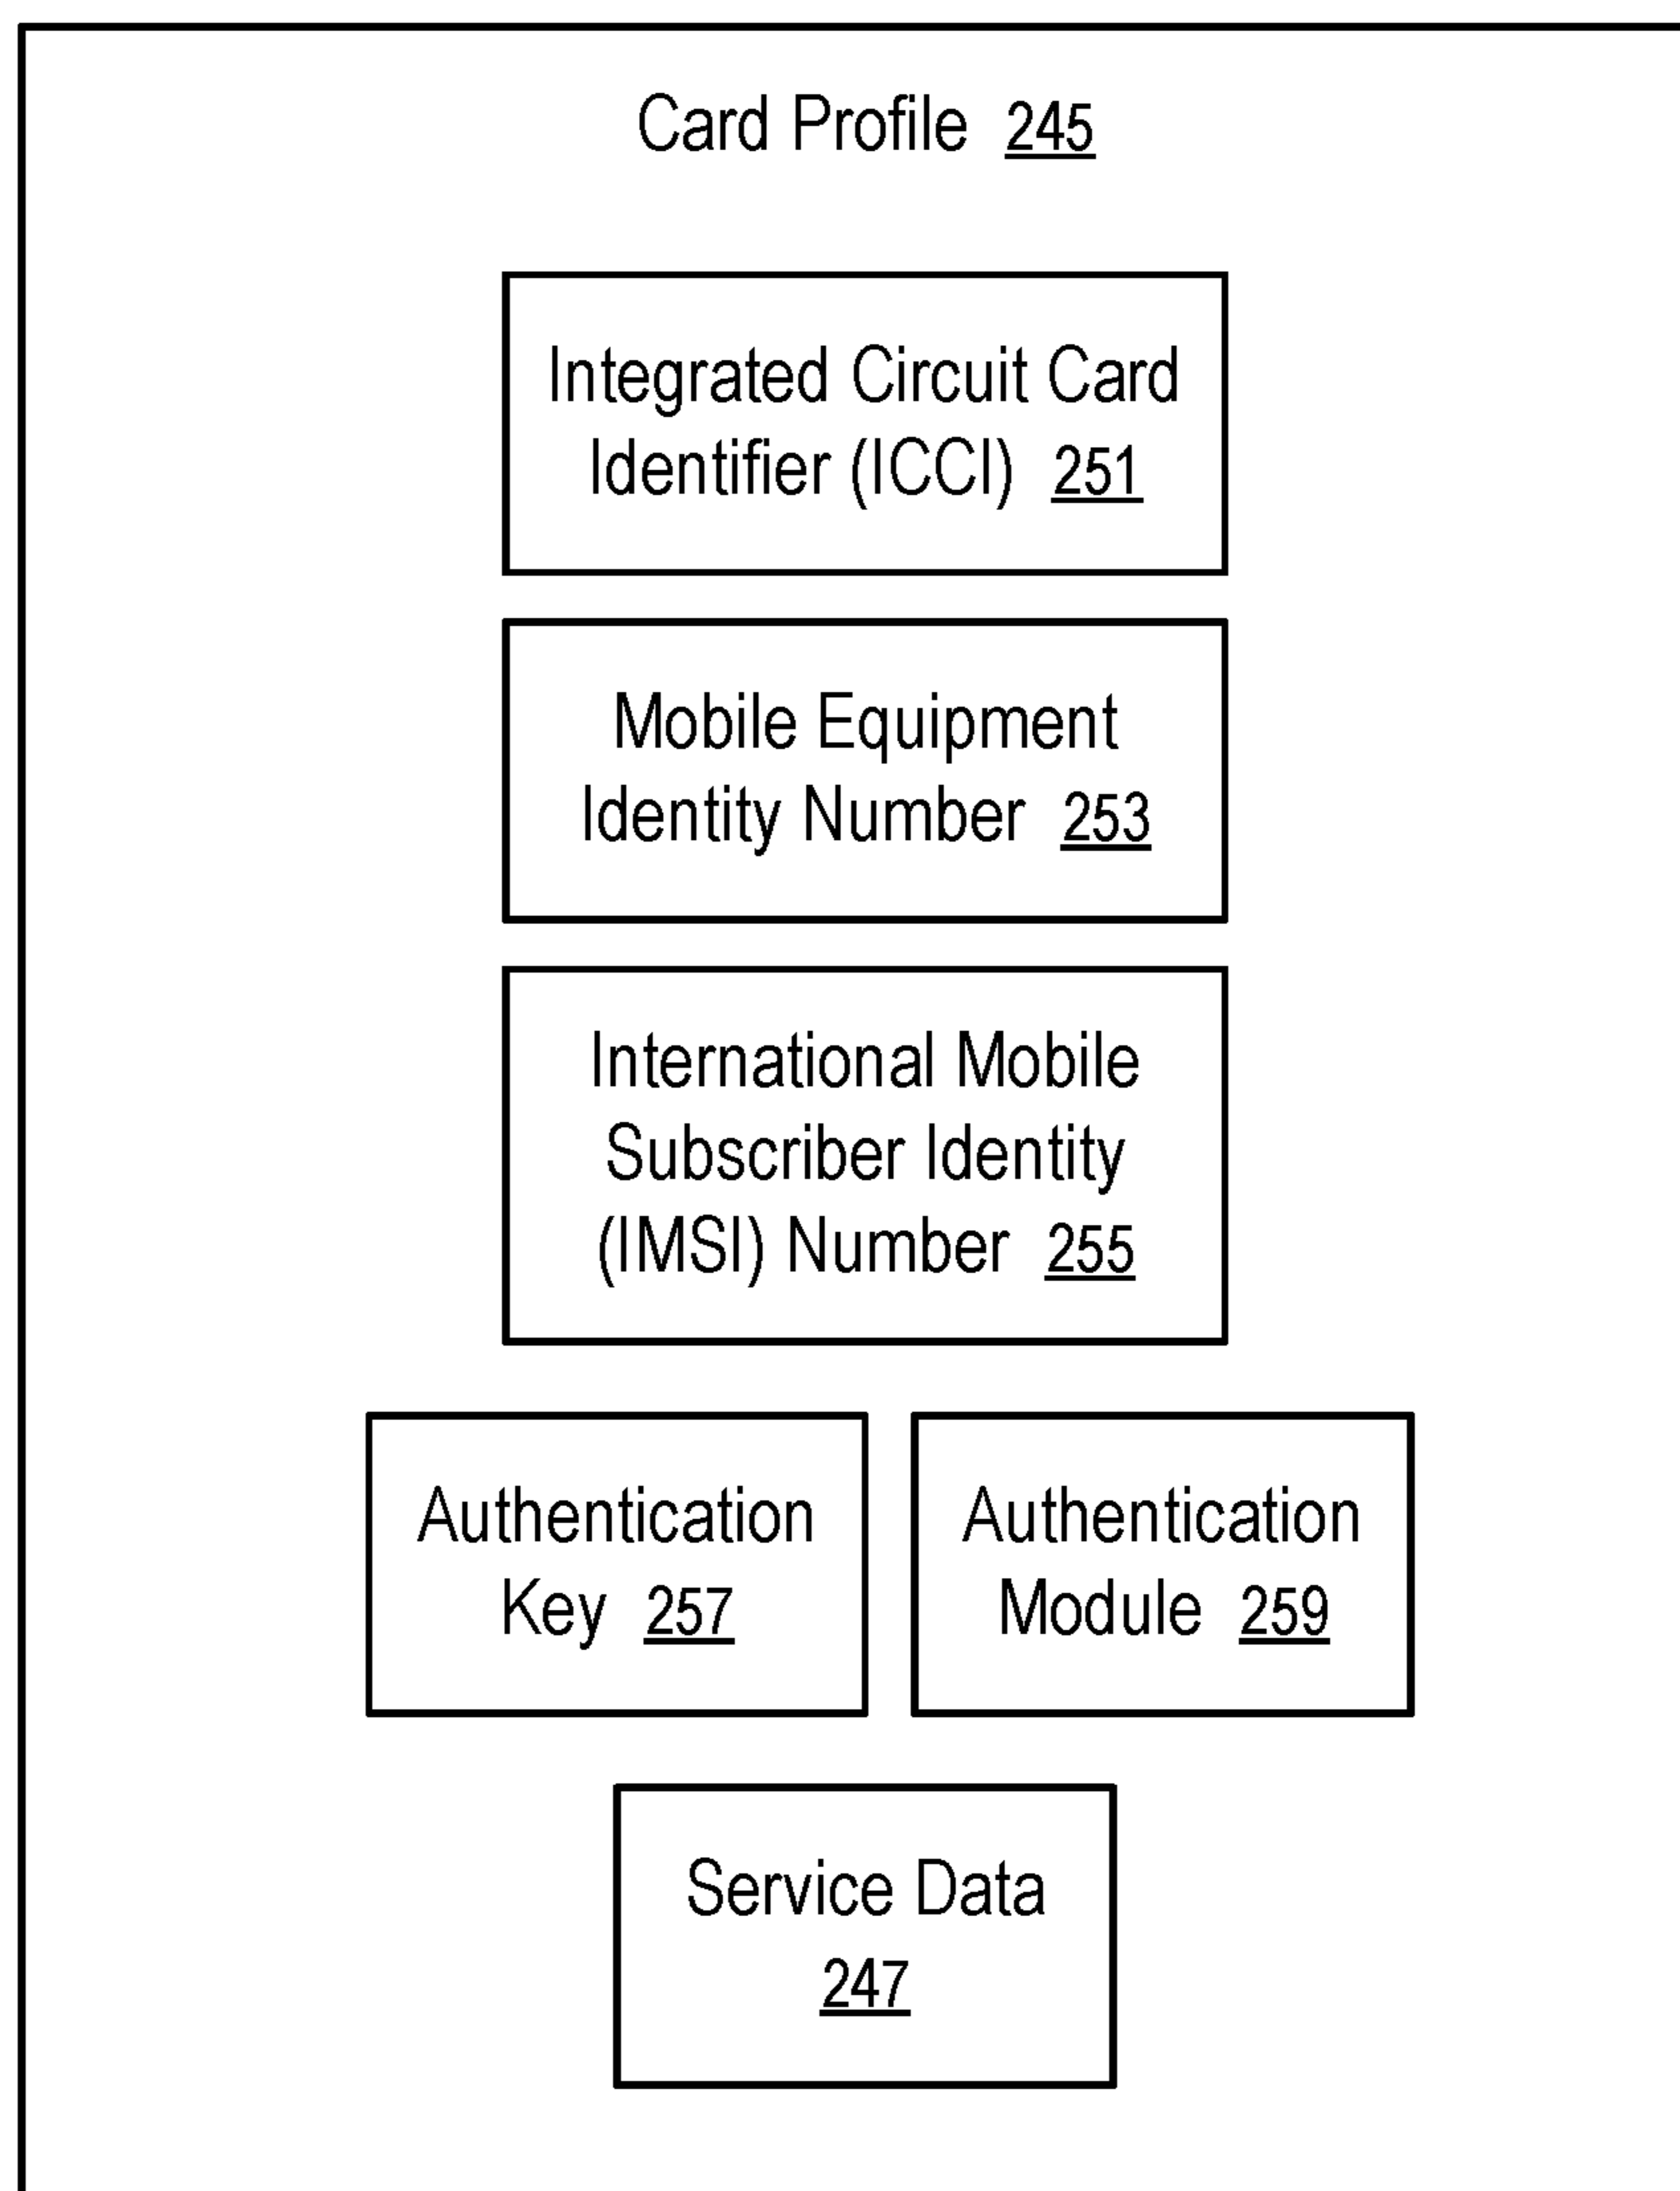 Card Profile 245
Integrated Circuit Card
Identifier (ICCI) 251
Mobile Equipment
Identity Number 253
International Mobile
Subscriber Identity
(IMSI) Number 255
Authentication
Key 257
Authentication
Module 259
Service Data
247